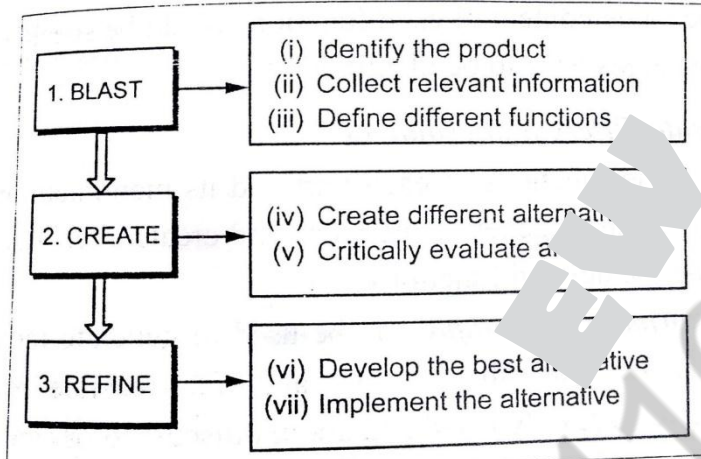 1. BLAST
(i) Identify the product
(ii) Collect relevant information
(iii) Define different functions
2. CREATE
(iv) Create different
(v) Critically evaluate
3. REFINE
(vi) Develop the best
(vii) Implement the alternative
EW